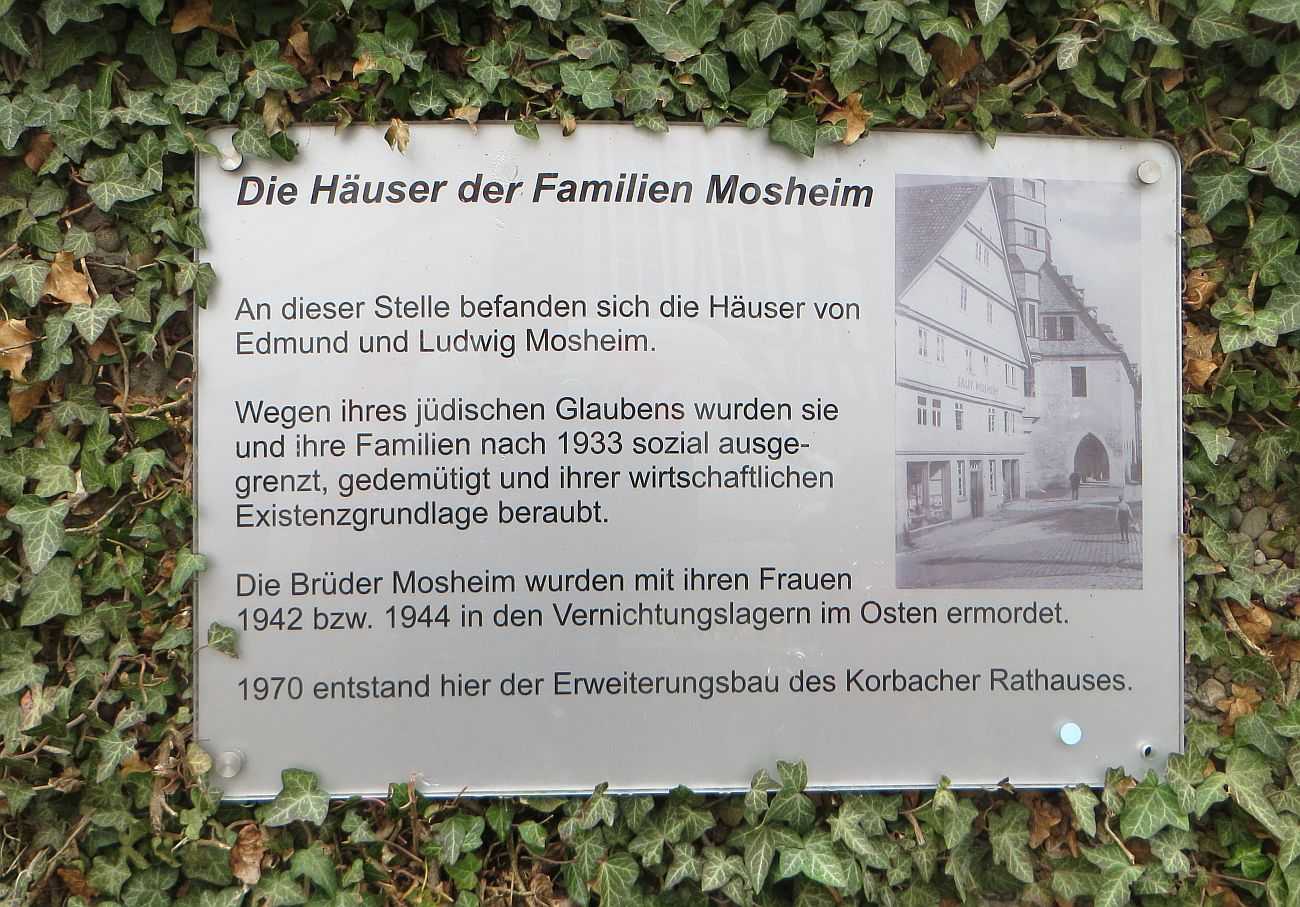 Die Häuser der Familien Mosheim
An dieser Stelle befanden sich die Häuser von
Edmund und Ludwig Mosheim.
Wegen ihres jüdischen Glaubens wurden sie
und ihre Familien nach 1933 sozial ausge-
grenzt, gedemütigt und ihrer wirtschaftlichen
Existenzgrundlage beraubt.
Die Brüder Mosheim wurden mit ihren Frauen
1942 bzw. 1944 in den Vernichtungslagern im Osten ermordet.
1970 entstand hier der Erweiterungsbau des Korbacher Rathauses.